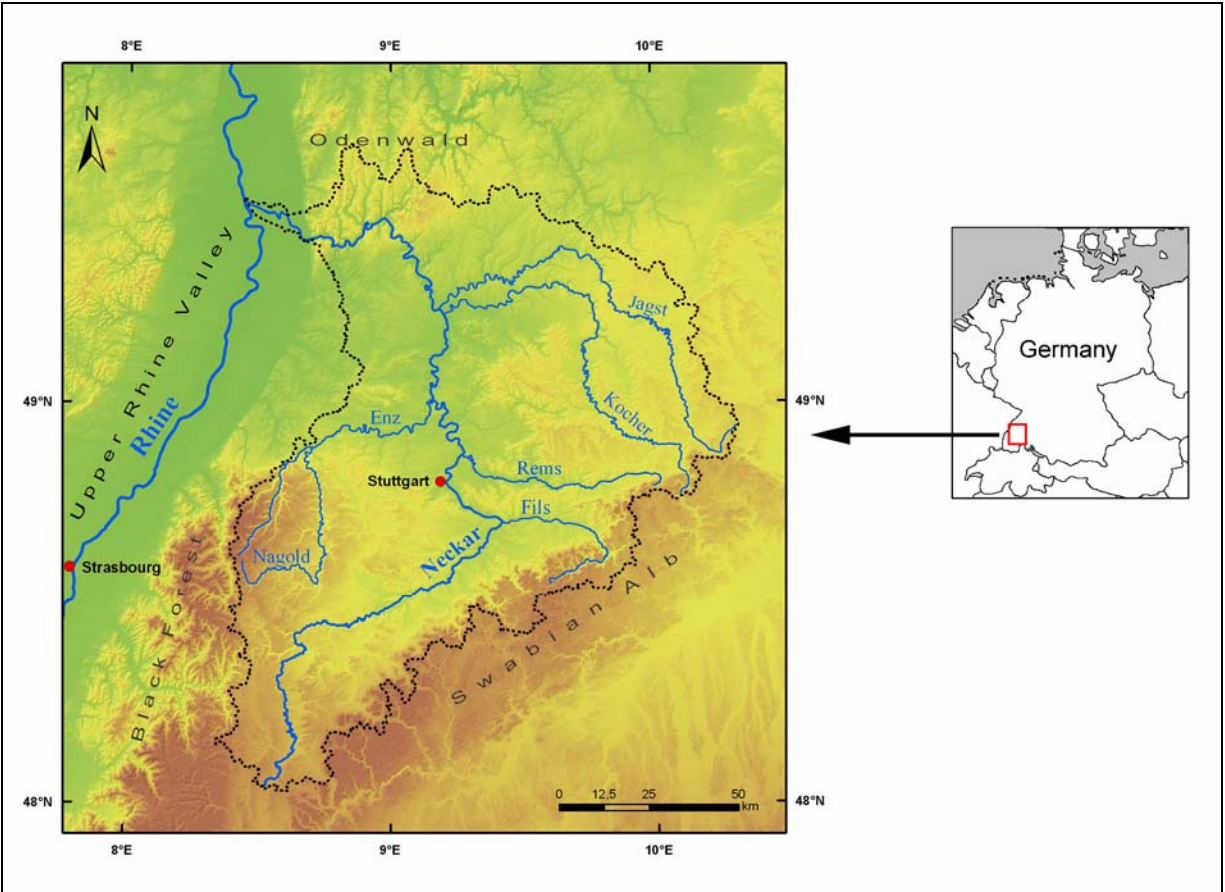 8°E 9°E 10°E
N
Odenwald
Upper Rhine Valley
Rhine
Jagst
Germany
49°N 49°N
Kocher
Enz
Rems
Stuttgart
Fils
Neckar
Nagold
Strasbourg
Black Forest
Swabian Alb
0 12,5 25 50
km
48°N 48°N
8°E 9°E 10°E